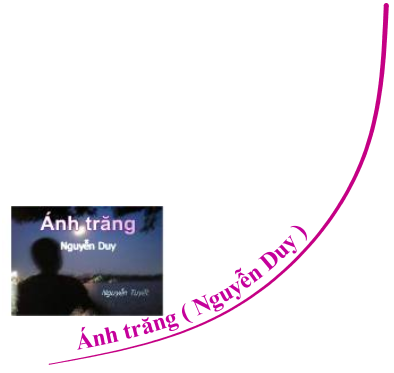 Ánh trăng
Nguyễn Duy
Nguyễn Tuyết
Ánh trăng ( Nguyễn Duy )